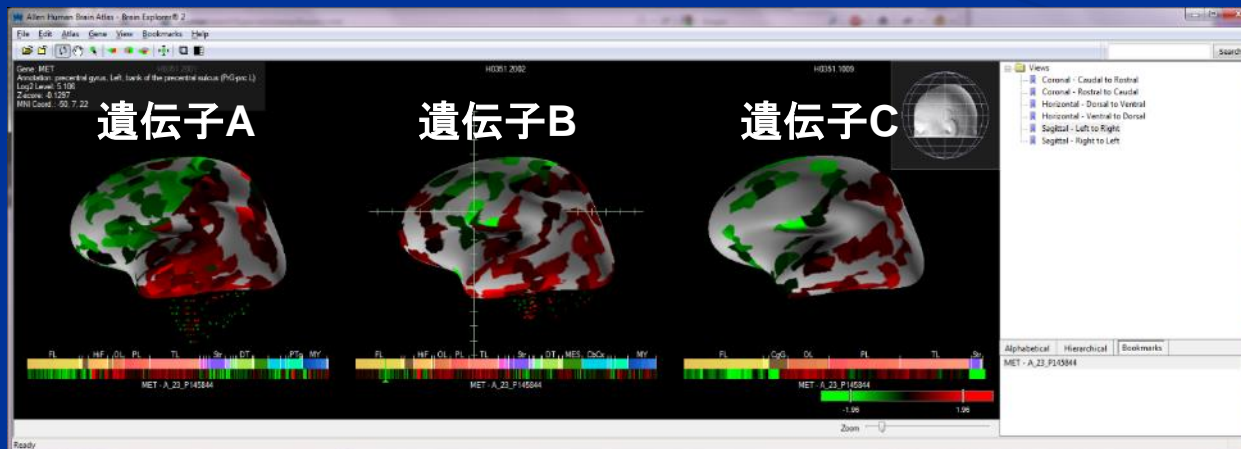 Allen Human Brain Atlas - Brain Explorer® 2
File Edit Atlas Gene View Bookmarks Help
Search
Gene: MET
Annotation: precentral gyrus, Left, bank of the precentral sulcus (PrG-prc L)
Log2 Level: 5.106
Z-score: -0.1297
MNI Coord.: -50, 7, 22
H0351.2001
H0351.2002
H0351.1009
遺伝子A
遺伝子B
遺伝子C
Views
Coronal - Caudal to Rostral
Coronal - Rostral to Caudal
Horizontal - Dorsal to Ventral
Horizontal - Ventral to Dorsal
Sagittal - Left to Right
Sagittal - Right to Left
FL HiF OL PL TL Str DT PTg MY
FL HiF OL PL TL Str DT MES CbCx MY
FL CgG OL PL TL Str
MET - A_23_P145844
MET - A_23_P145844
MET - A_23_P145844
-1.96 1.96
Alphabetical Hierarchical Bookmarks
MET - A_23_P145844
Zoom
Ready